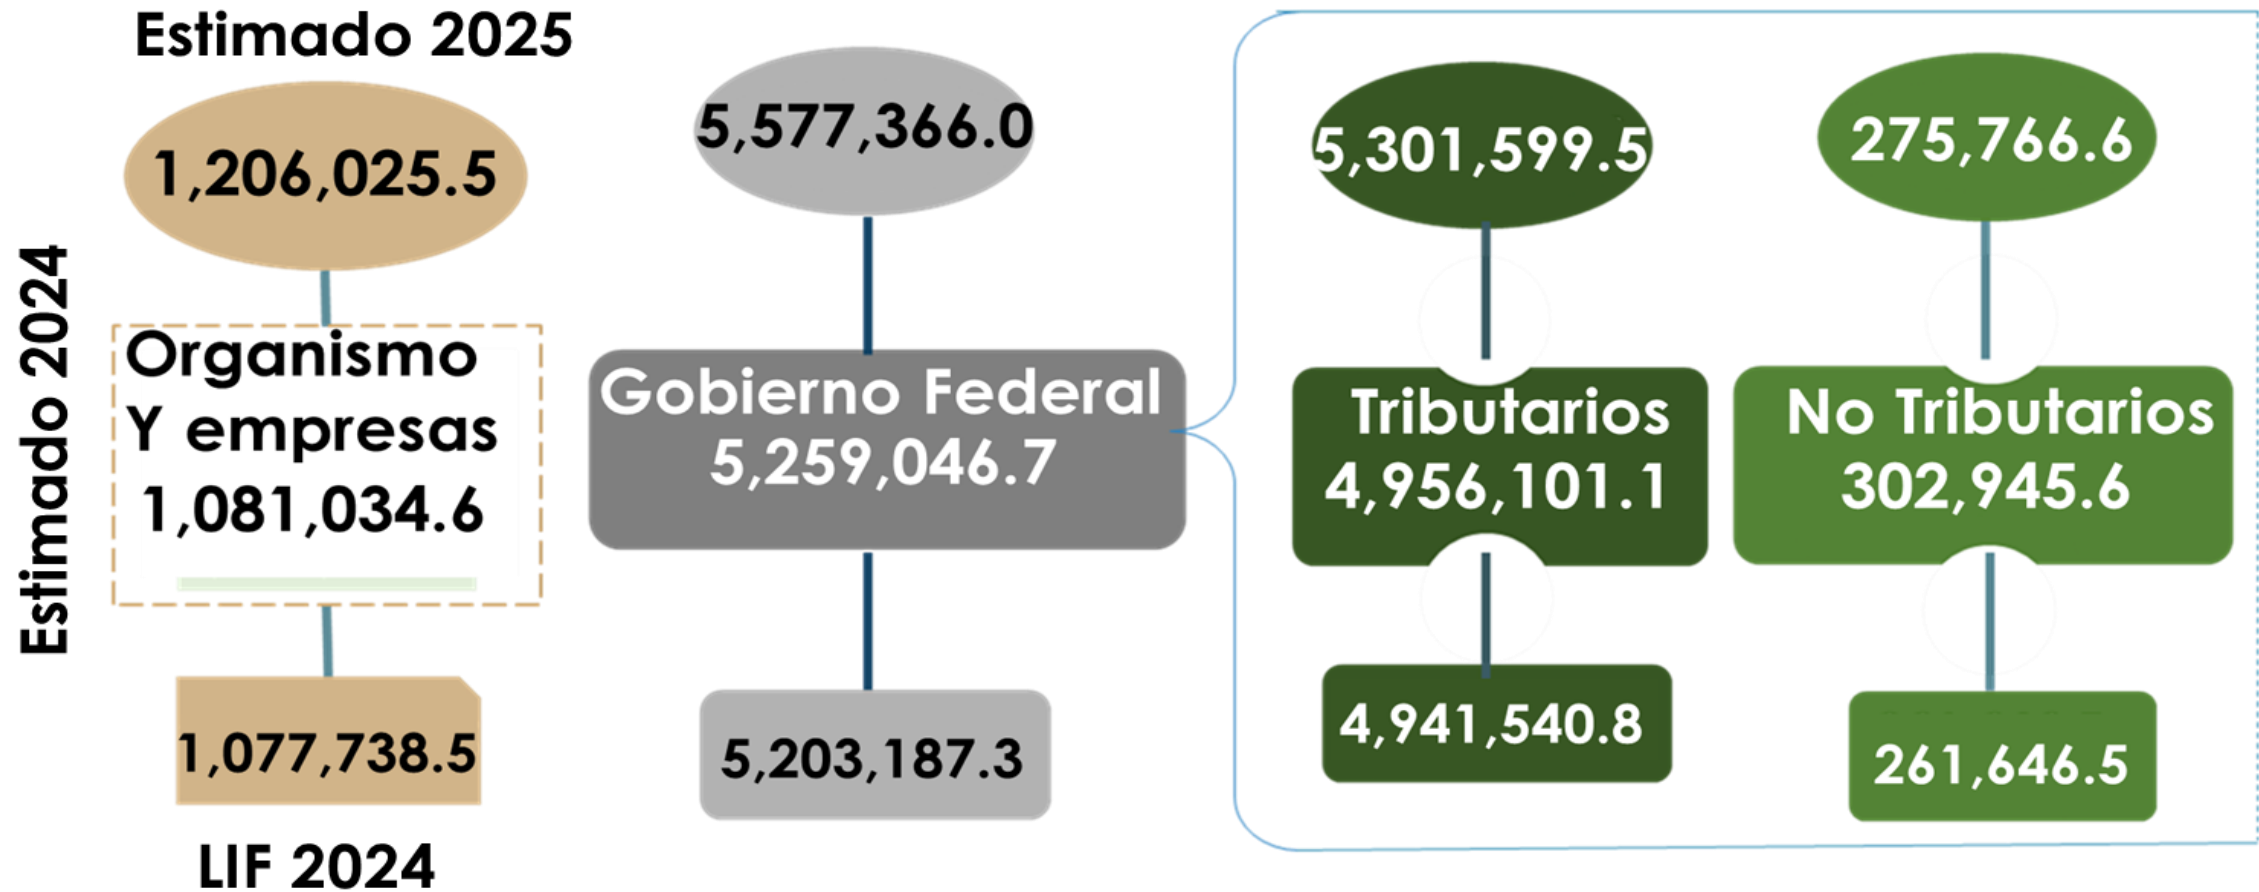 Estimado 2025
1,206,025.5
5,577,366.0
5,301,599.5
275,766.6
Estimado 2024
Organismo
Y empresas
1,081,034.6
Gobierno Federal
5,259,046.7
Tributarios
4,956,101.1
No Tributarios
302,945.6
1,077,738.5
5,203,187.3
4,941,540.8
261,646.5
LIF 2024